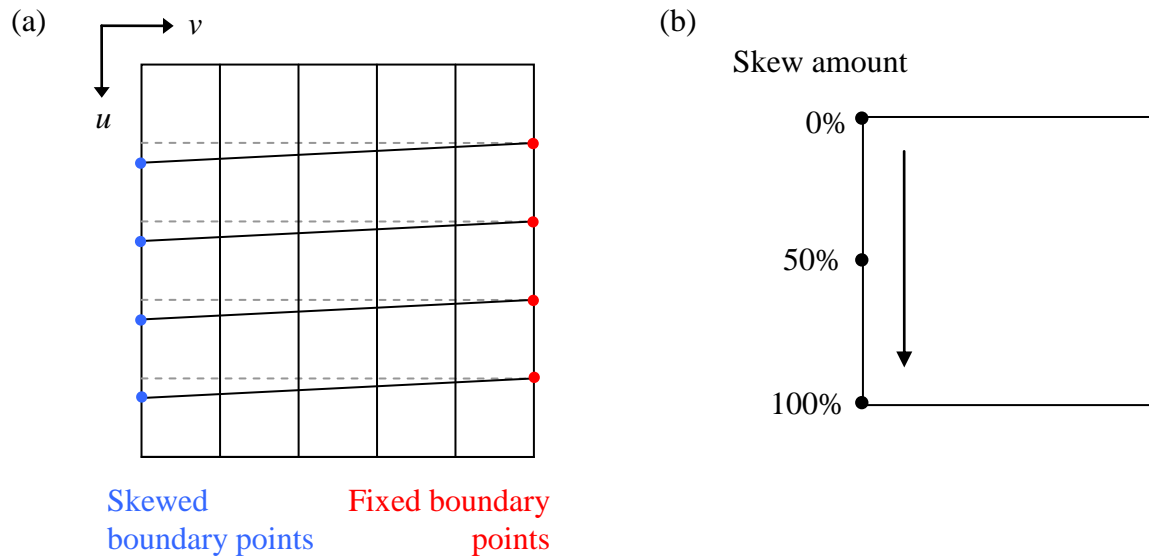 (a)
v
u
Skewed
boundary points
Fixed boundary
points
(b)
Skew amount
0%
50%
100%